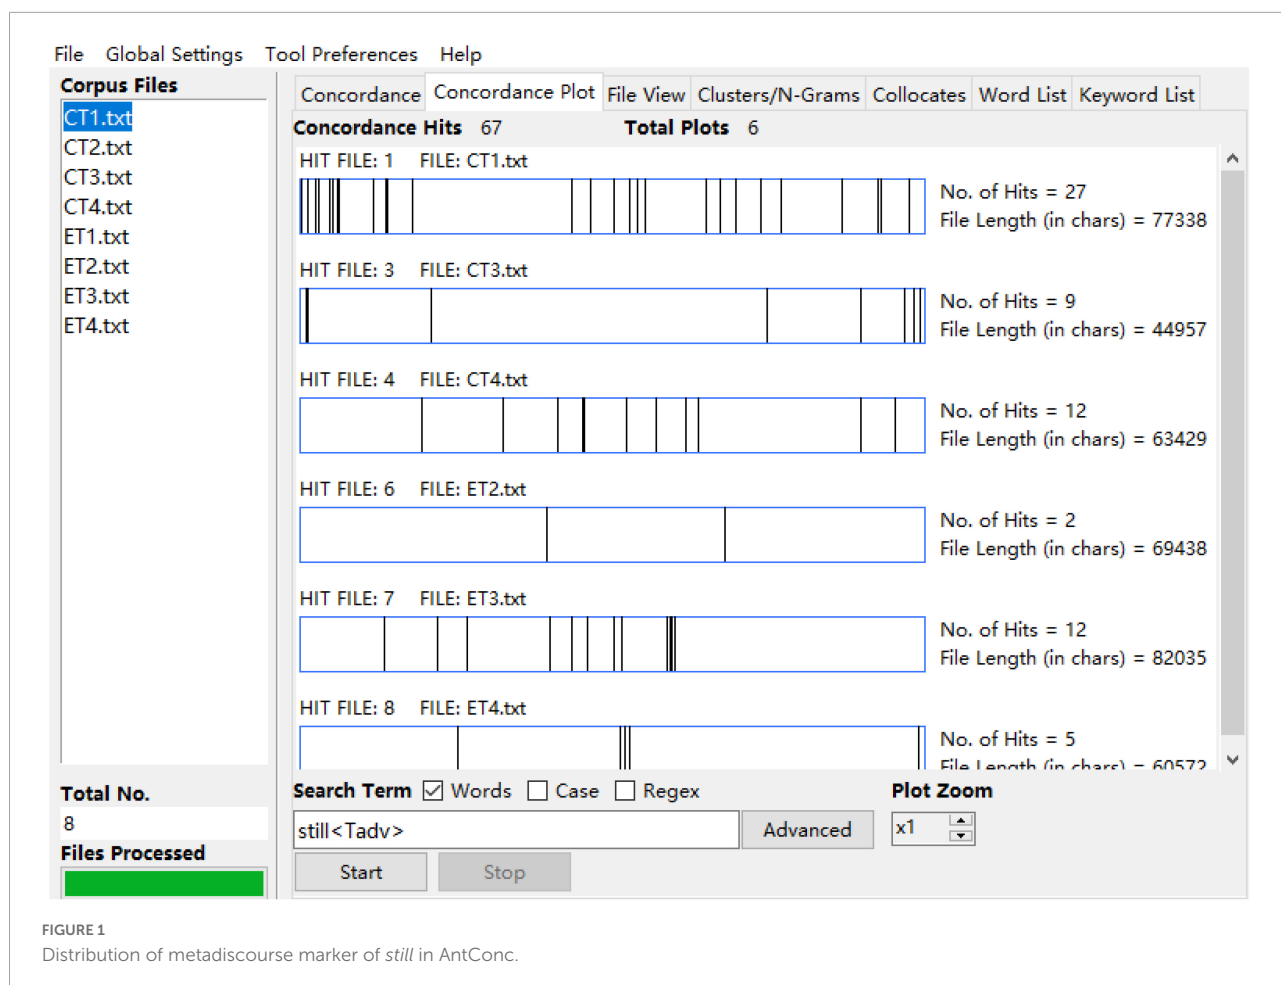 File Global Settings Tool Preferences Help
Corpus Files
CT1.txt
CT2.txt
CT3.txt
CT4.txt
ET1.txt
ET2.txt
ET3.txt
ET4.txt
Total No.
8
Files Processed
Concordance Concordance Plot File View Clusters/N-Grams Collocates Word List Keyword List
Concordance Hits 67 Total Plots 6
HIT FILE: 1 FILE: CT1.txt
No. of Hits = 27
File Length (in chars) = 77338
HIT FILE: 3 FILE: CT3.txt
No. of Hits = 9
File Length (in chars) = 44957
HIT FILE: 4 FILE: CT4.txt
No. of Hits = 12
File Length (in chars) = 63429
HIT FILE: 6 FILE: ET2.txt
No. of Hits = 2
File Length (in chars) = 69438
HIT FILE: 7 FILE: ET3.txt
No. of Hits = 12
File Length (in chars) = 82035
HIT FILE: 8 FILE: ET4.txt
No. of Hits = 5
File Length (in chars) = 60572
Search Term Words Case Regex Plot Zoom
still<Tadv> Advanced x1
Start Stop
FIGURE 1
Distribution of metadiscourse marker of still in AntConc.